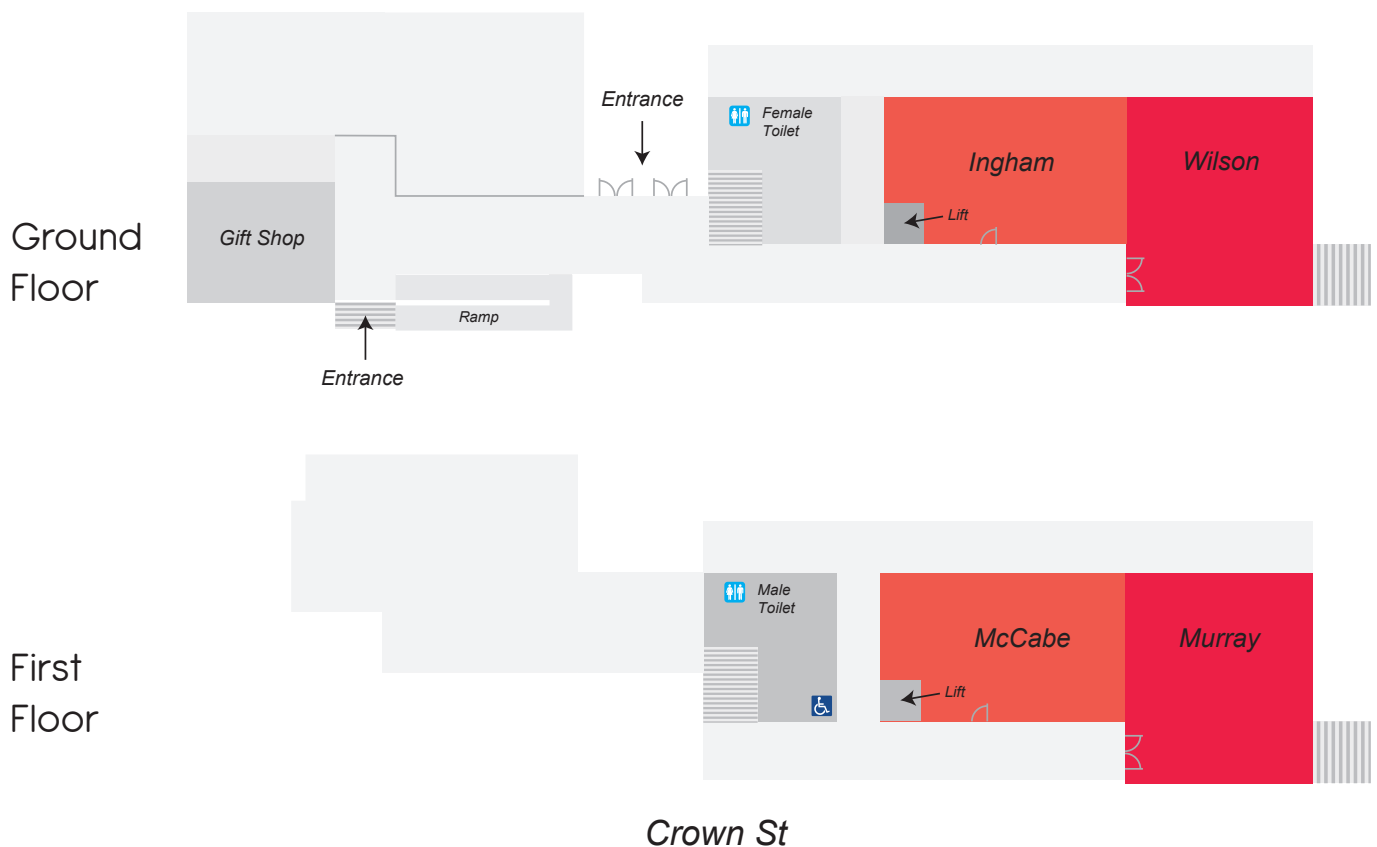 Entrance
Female
Toilet
Ingham
Wilson
Lift
Ground
Floor
Gift Shop
Ramp
Entrance
Male
Toilet
McCabe
Murray
Lift
First
Floor
Crown St